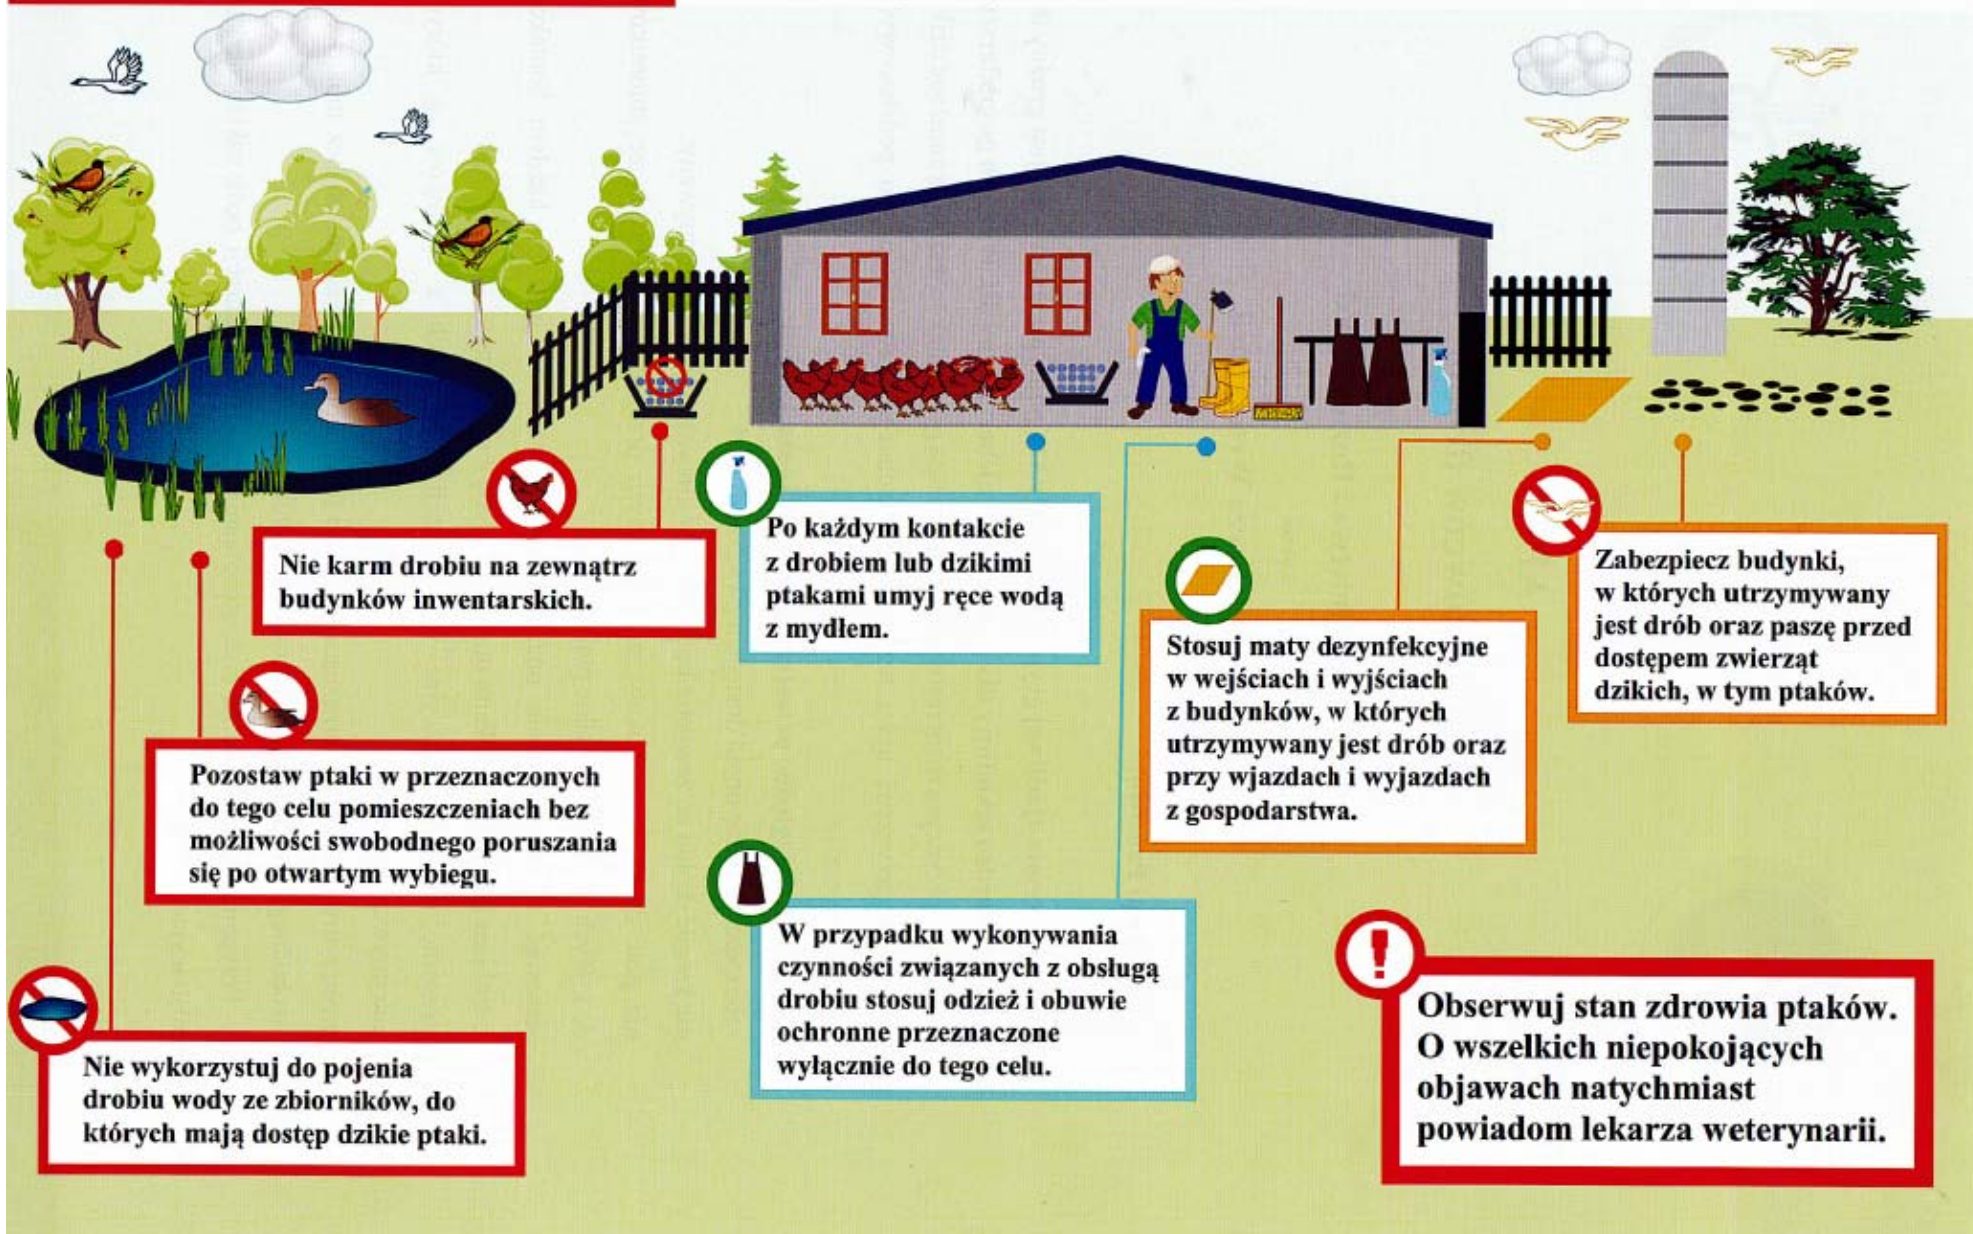 Nie karm drobiu na zewnątrz
budynków inwentarskich.
Po każdym kontakcie
z drobiem lub dzikimi
ptakami umyj ręce wodą
z mydłem.
Zabezpiecz budynki,
w których utrzymywany
jest drób oraz paszę przed
dostępem zwierząt
dzikich, w tym ptaków.
Stosuj maty dezynfekcyjne
w wejściach i wyjściach
z budynków, w których
utrzymywany jest drób oraz
przy wjazdach i wyjazdach
z gospodarstwa.
Pozostaw ptaki w przeznaczonych
do tego celu pomieszczeniach bez
możliwości swobodnego poruszania
się po otwartym wybiegu.
W przypadku wykonywania
czynności związanych z obsługą
drobiu stosuj odzież i obuwie
ochronne przeznaczone
wyłącznie do tego celu.
Obserwuj stan zdrowia ptaków.
O wszelkich niepokojących
objawach natychmiast
powiadom lekarza weterynarii.
Nie wykorzystuj do pojenia
drobiu wody ze zbiorników, do
których mają dostęp dzikie ptaki.